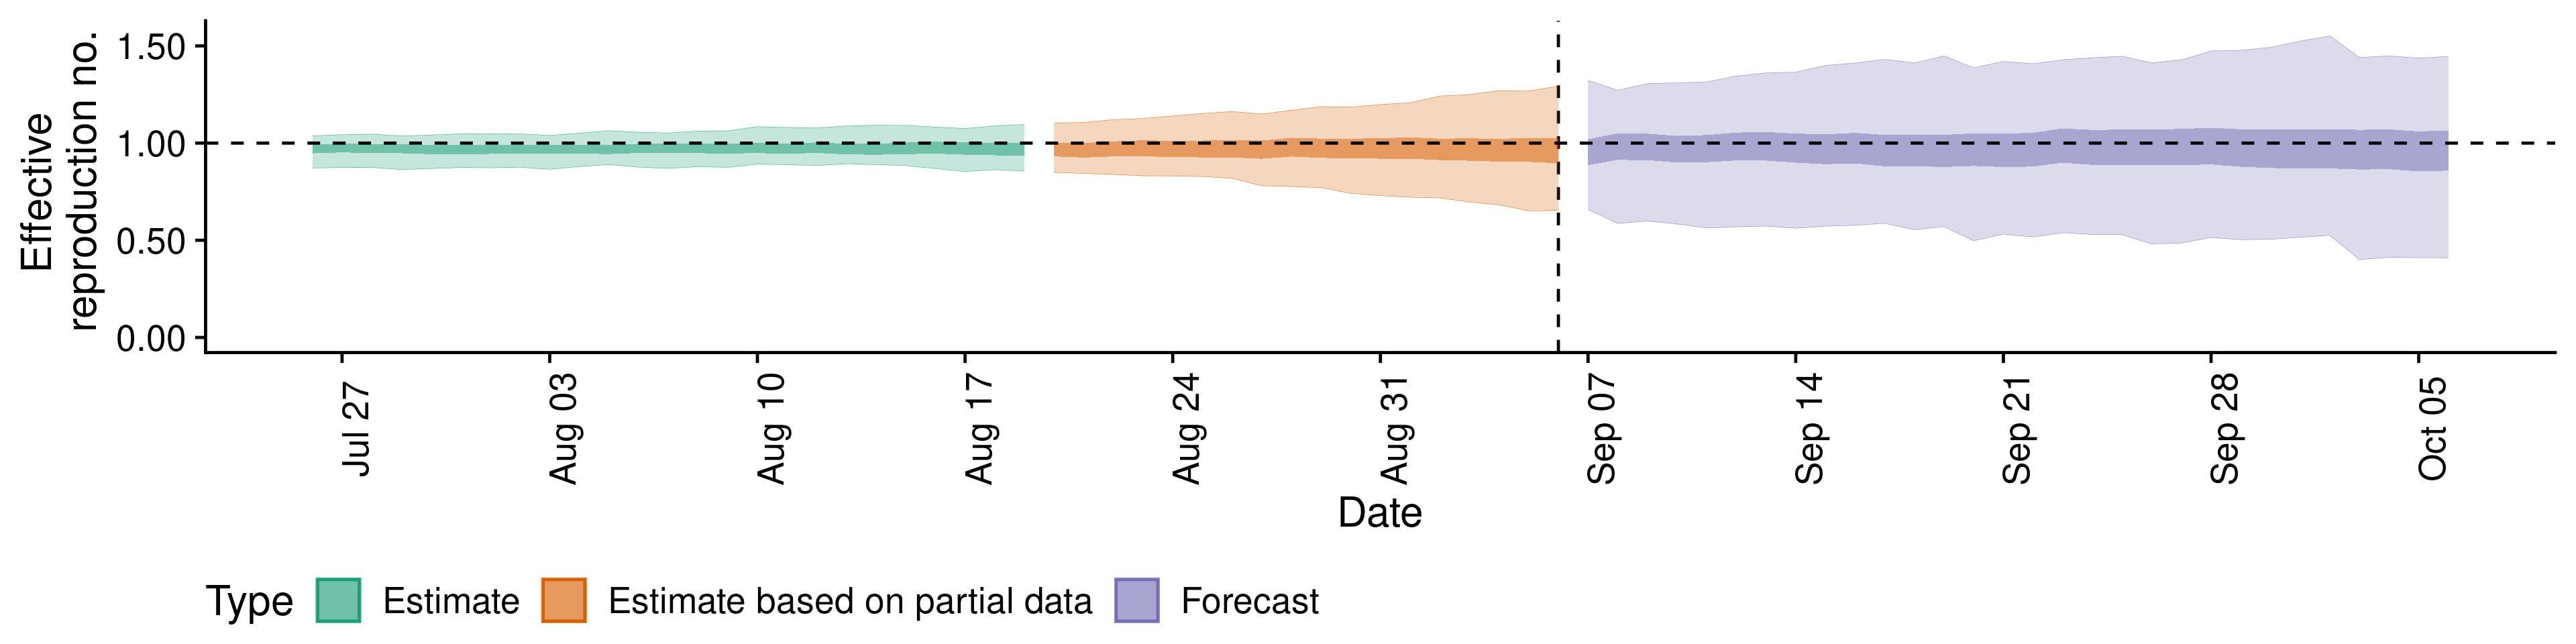 Effective
reproduction no.
1.50
1.00
0.50
0.00
Jul 27
Aug 03
Aug 10
Aug 17
Aug 24
Aug 31
Sep 07
Sep 14
Sep 21
Sep 28
Oct 05
Date
Type Estimate Estimate based on partial data Forecast